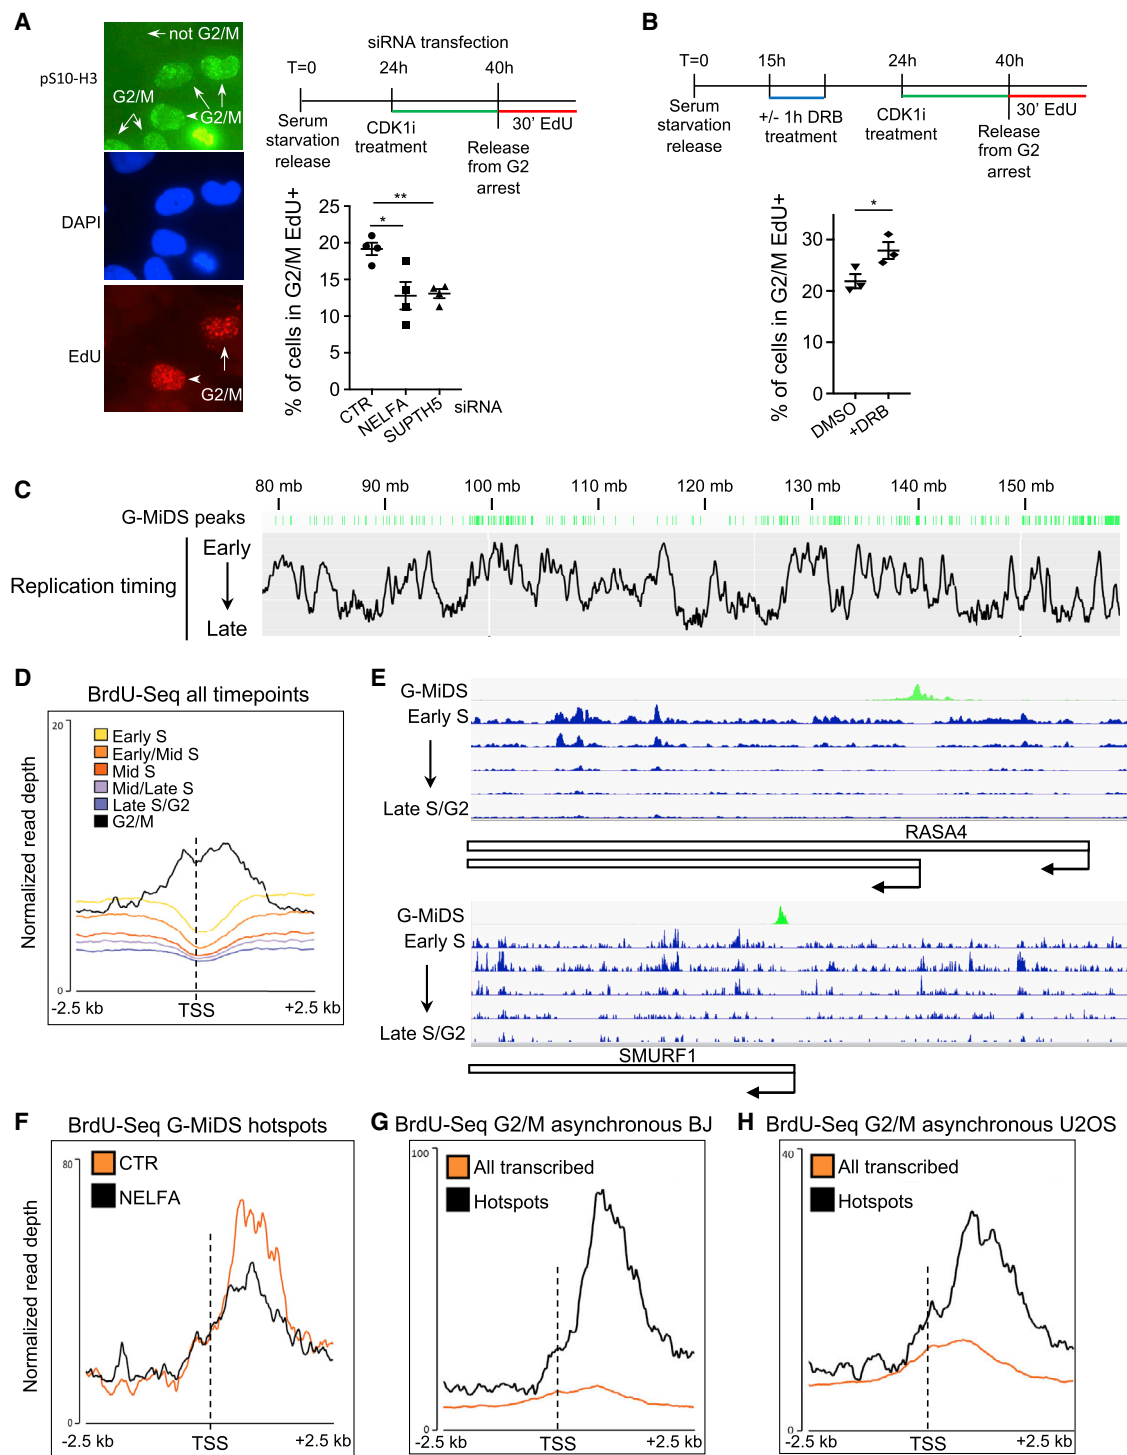 A
pS10-H3
not G2/M
G2/M
G2/M
DAPI
EdU
G2/M
siRNA transfection
T=0
24h
40h
30' EdU
Serum
starvation
release
CDK1i
treatment
Release
from G2
arrest
% of cells in G2/M EdU+
25
20
15
10
5
0
**
*
CTR
NELFA
SUPTH5
siRNA
B
T=0
15h
24h
40h
30' EdU
Serum
starvation
release
+/- 1h DRB
treatment
CDK1i
treatment
Release
from G2
arrest
% of cells in G2/M EdU+
30
20
10
0
*
DMSO
+DRB
C
80 mb
90 mb
100 mb
110 mb
120 mb
130 mb
140 mb
150 mb
G-MiDS peaks
Replication timing
Early
Late
D
BrdU-Seq all timepoints
Normalized read depth
20
0
Early S
Early/Mid S
Mid S
Mid/Late S
Late S/G2
G2/M
-2.5 kb
TSS
+2.5 kb
E
G-MiDS
Early S
Late S/G2
RASA4
G-MiDS
Early S
Late S/G2
SMURF1
F
BrdU-Seq G-MiDS hotspots
Normalized read depth
80
0
CTR
NELFA
-2.5 kb
TSS
+2.5 kb
G
BrdU-Seq G2/M asynchronous BJ
100
0
All transcribed
Hotspots
-2.5 kb
TSS
+2.5 kb
H
BrdU-Seq G2/M asynchronous U2OS
40
0
All transcribed
Hotspots
-2.5 kb
TSS
+2.5 kb